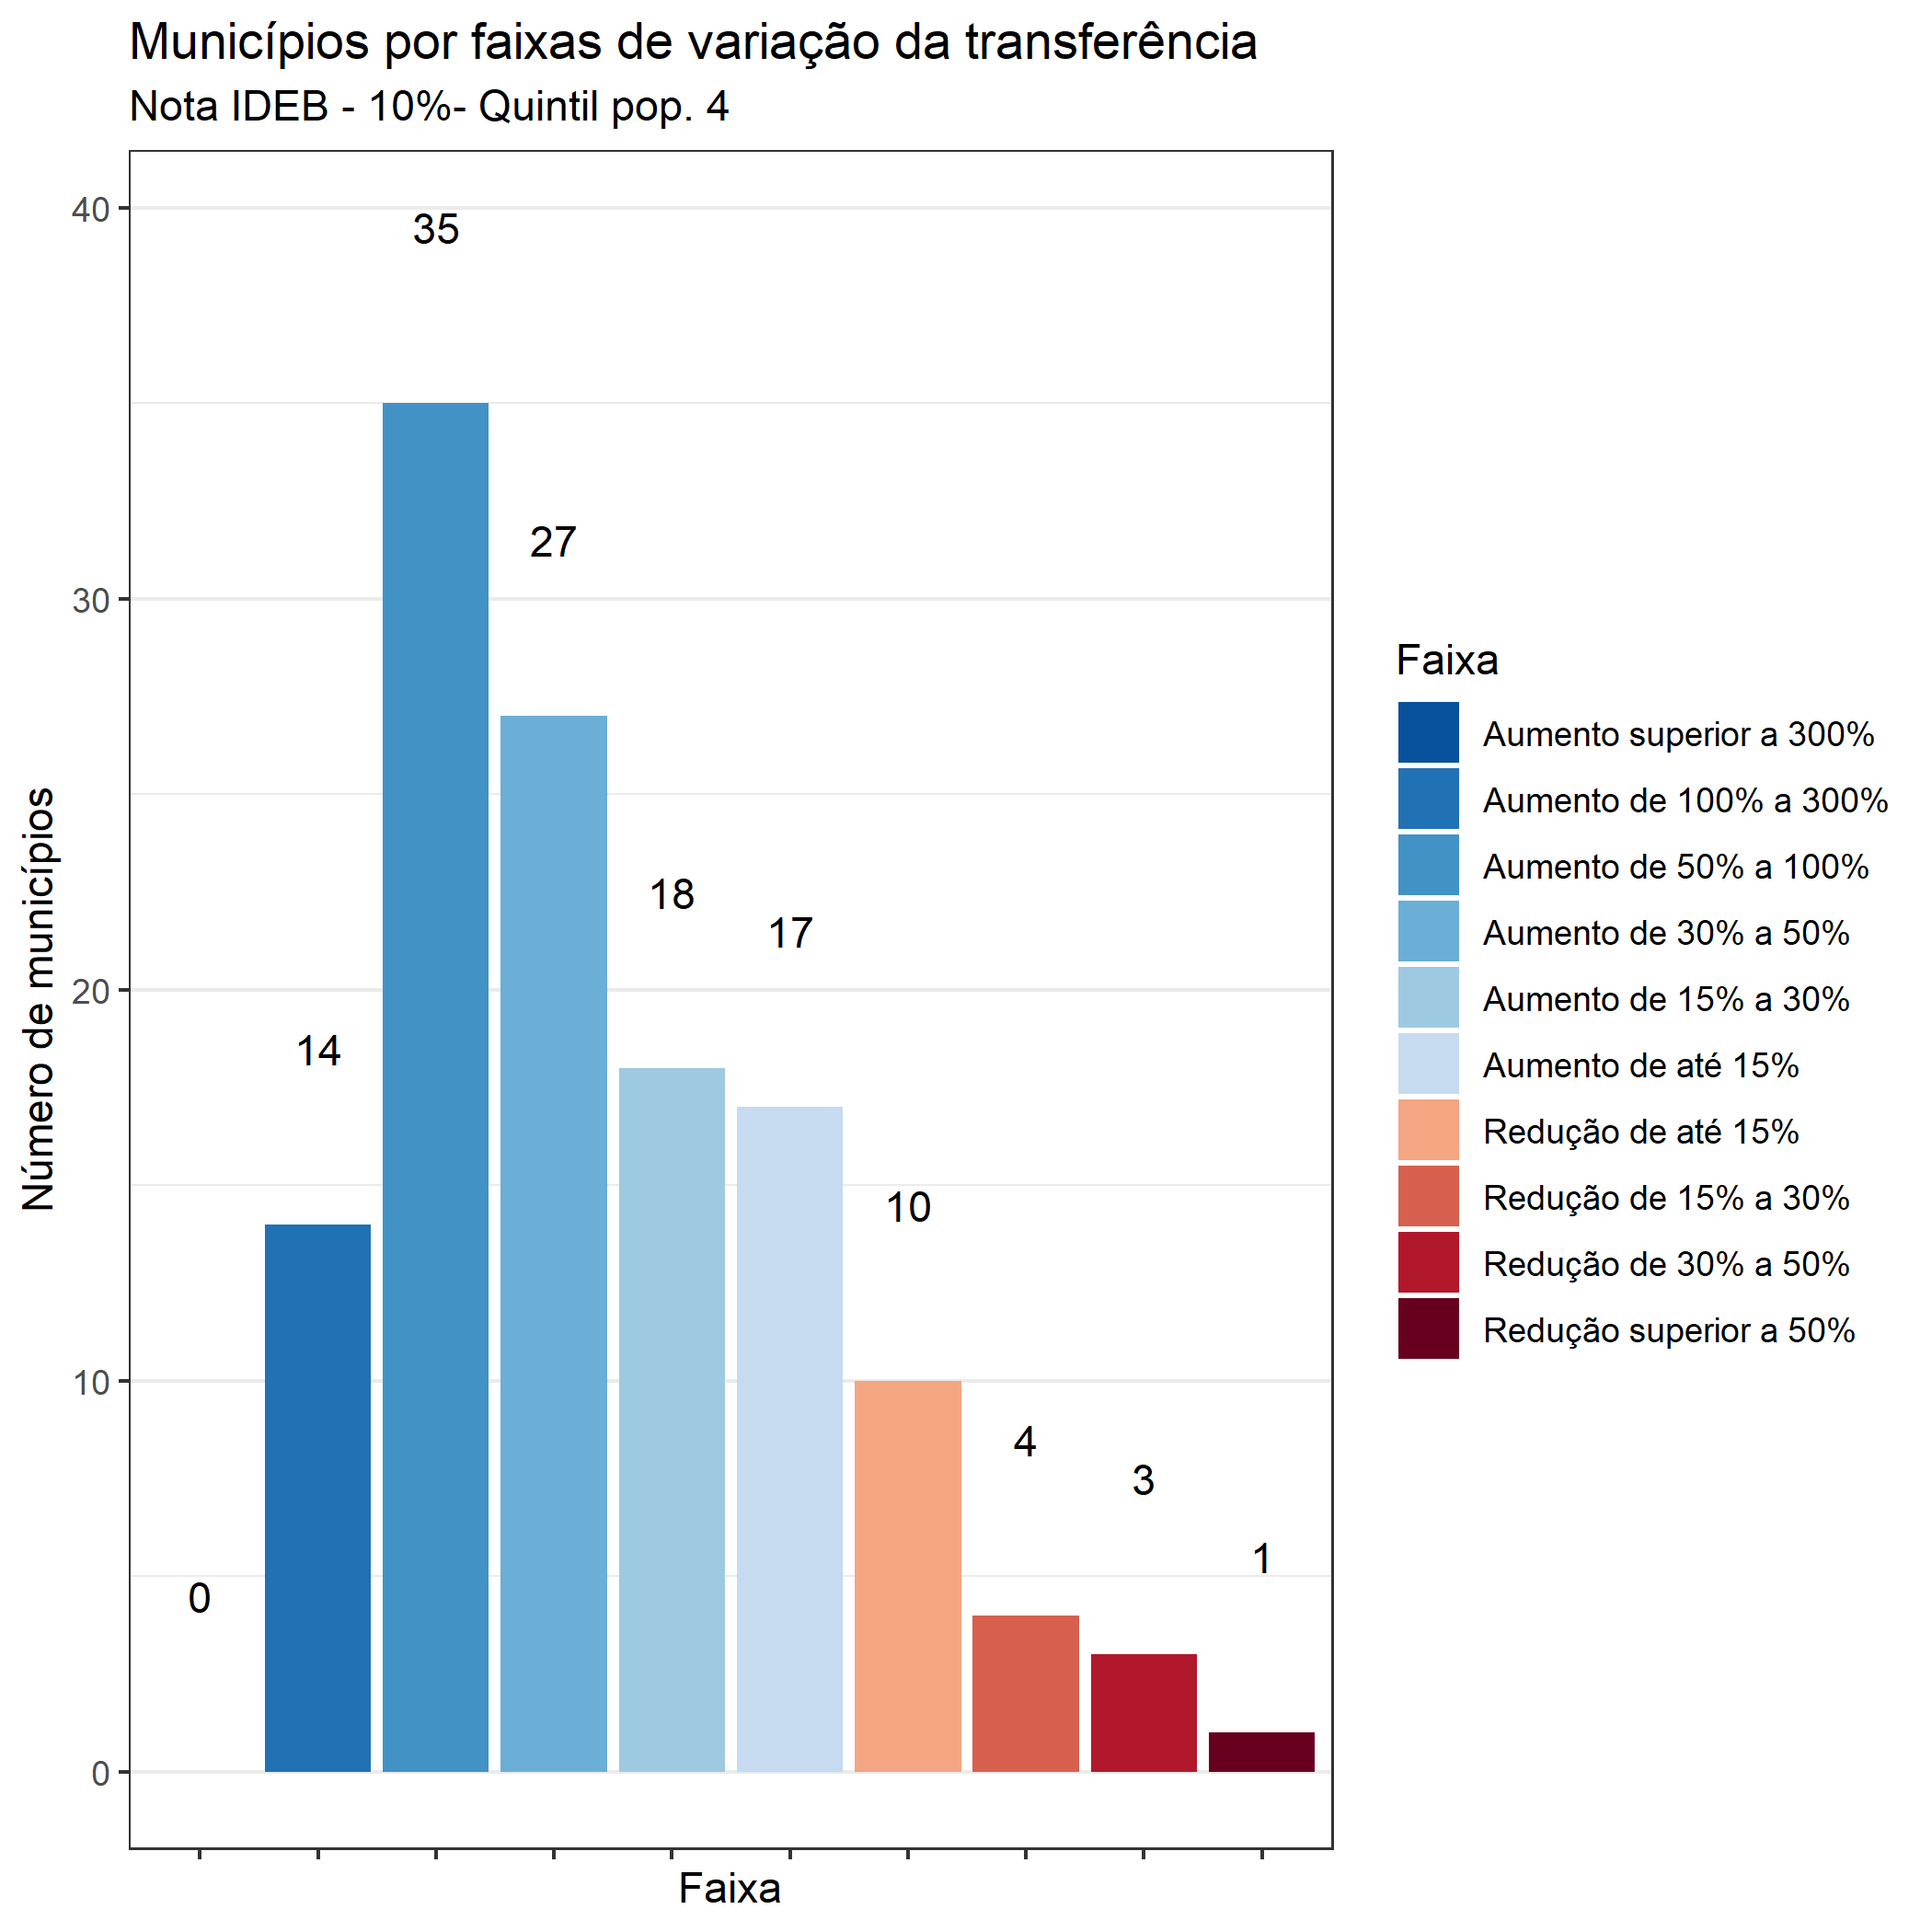 Municípios por faixas de variação da transferência
Nota IDEB - 10%- Quintil pop. 4
Número de municípios
40
30
20
10
0
0
14
35
27
18
17
10
4
3
1
Faixa
Faixa
Aumento superior a 300%
Aumento de 100% a 300%
Aumento de 50% a 100%
Aumento de 30% a 50%
Aumento de 15% a 30%
Aumento de até 15%
Redução de até 15%
Redução de 15% a 30%
Redução de 30% a 50%
Redução superior a 50%